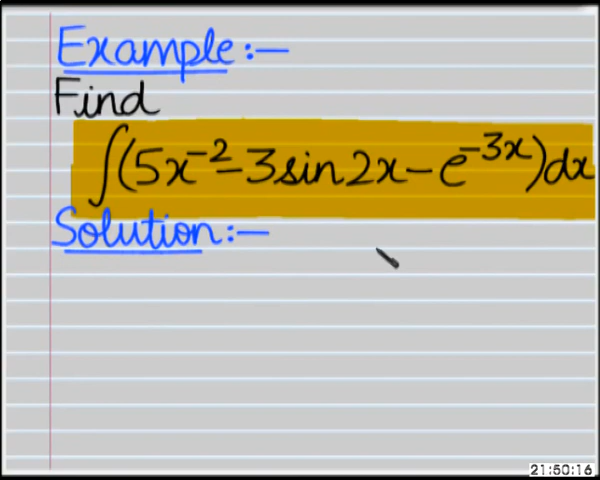 Example:-
Find
∫(5x⁻² - 3sin2x - e⁻³ˣ)dx
Solution:-
21:50:16